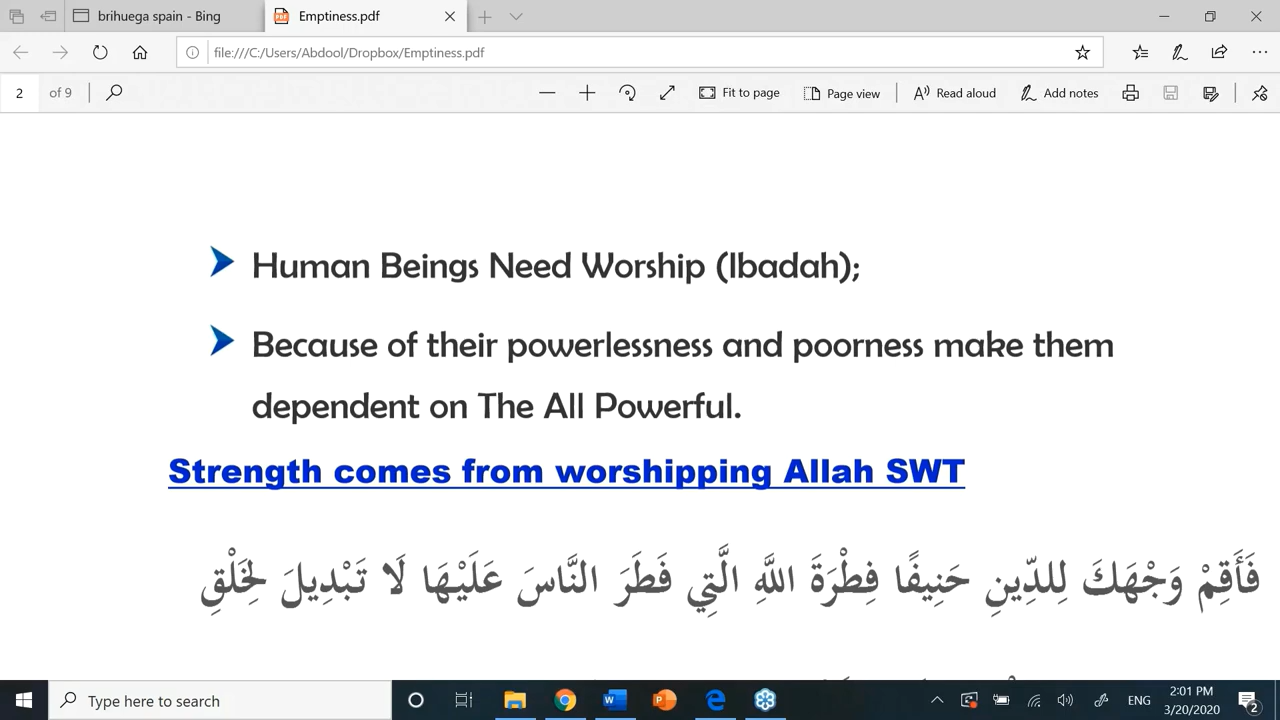 brihuega spain - Bing
Emptiness.pdf
file:///C:/Users/Abdool/Dropbox/Emptiness.pdf
2 of 9
Fit to page
Page view
Read aloud
Add notes
Human Beings Need Worship (Ibadah);
Because of their powerlessness and poorness make them
dependent on The All Powerful.
Strength comes from worshipping Allah SWT
فَأَقِمْ وَجْهَكَ لِلدِّينِ حَنِيفًا فِطْرَةَ اللَّهِ الَّتِي فَطَرَ النَّاسَ عَلَيْهَا لَا تَبْدِيلَ لِخَلْقِ
Type here to search
ENG
2:01 PM
3/20/2020
2